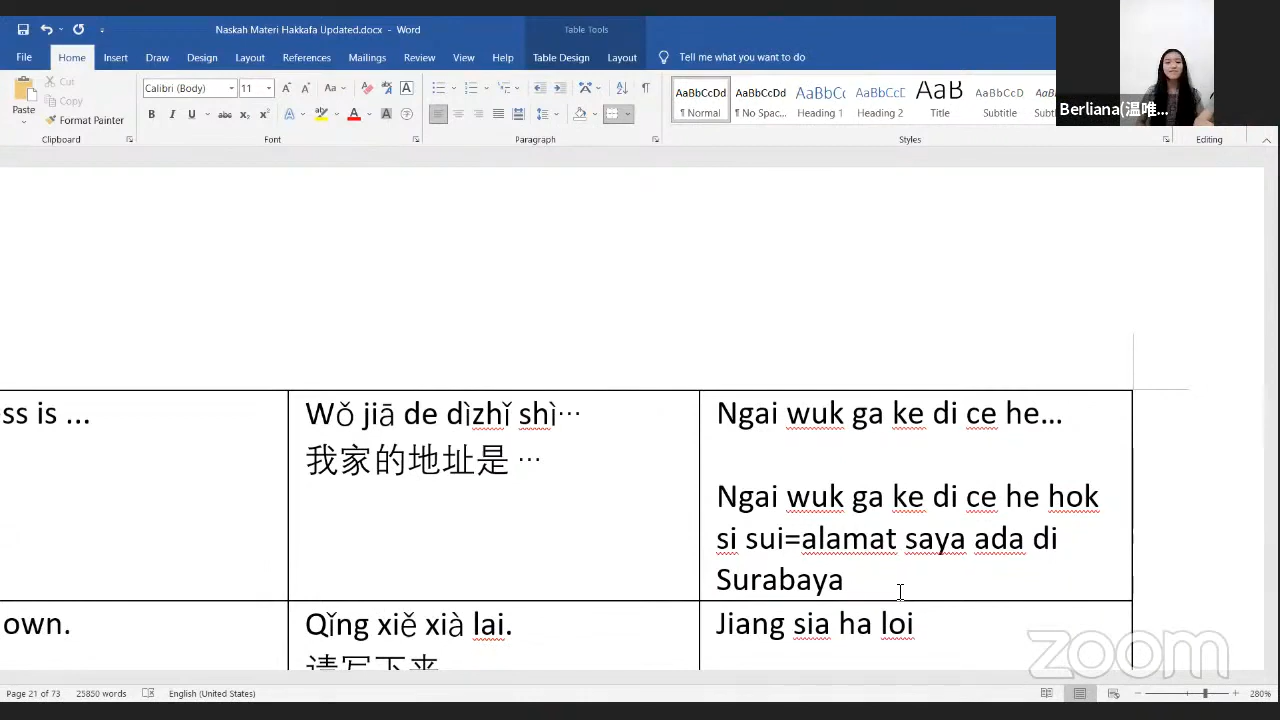 Naskah Materi Hakkafa Updated.docx - Word
Table Tools
File Home Insert Draw Design Layout References Mailings Review View Help Table Design Layout Tell me what you want to do
Cut
Copy
Paste
Format Painter
Calibri (Body) 11
AaBbCcDd AaBbCcDd AaBbCc AaBbCcD AaB AaBbCcD
¶ Normal ¶ No Spac... Heading 1 Heading 2 Title Subtitle
Clipboard Font Paragraph Styles Editing
Berliana(温唯...
ss is ...
Wǒ jiā de dìzhǐ shì…
我家的地址是 …
Ngai wuk ga ke di ce he…
Ngai wuk ga ke di ce he hok
si sui=alamat saya ada di
Surabaya
own.
Qǐng xiě xià lai.
请写下来
Jiang sia ha loi
zoom
Page 21 of 73 25850 words English (United States) 280%